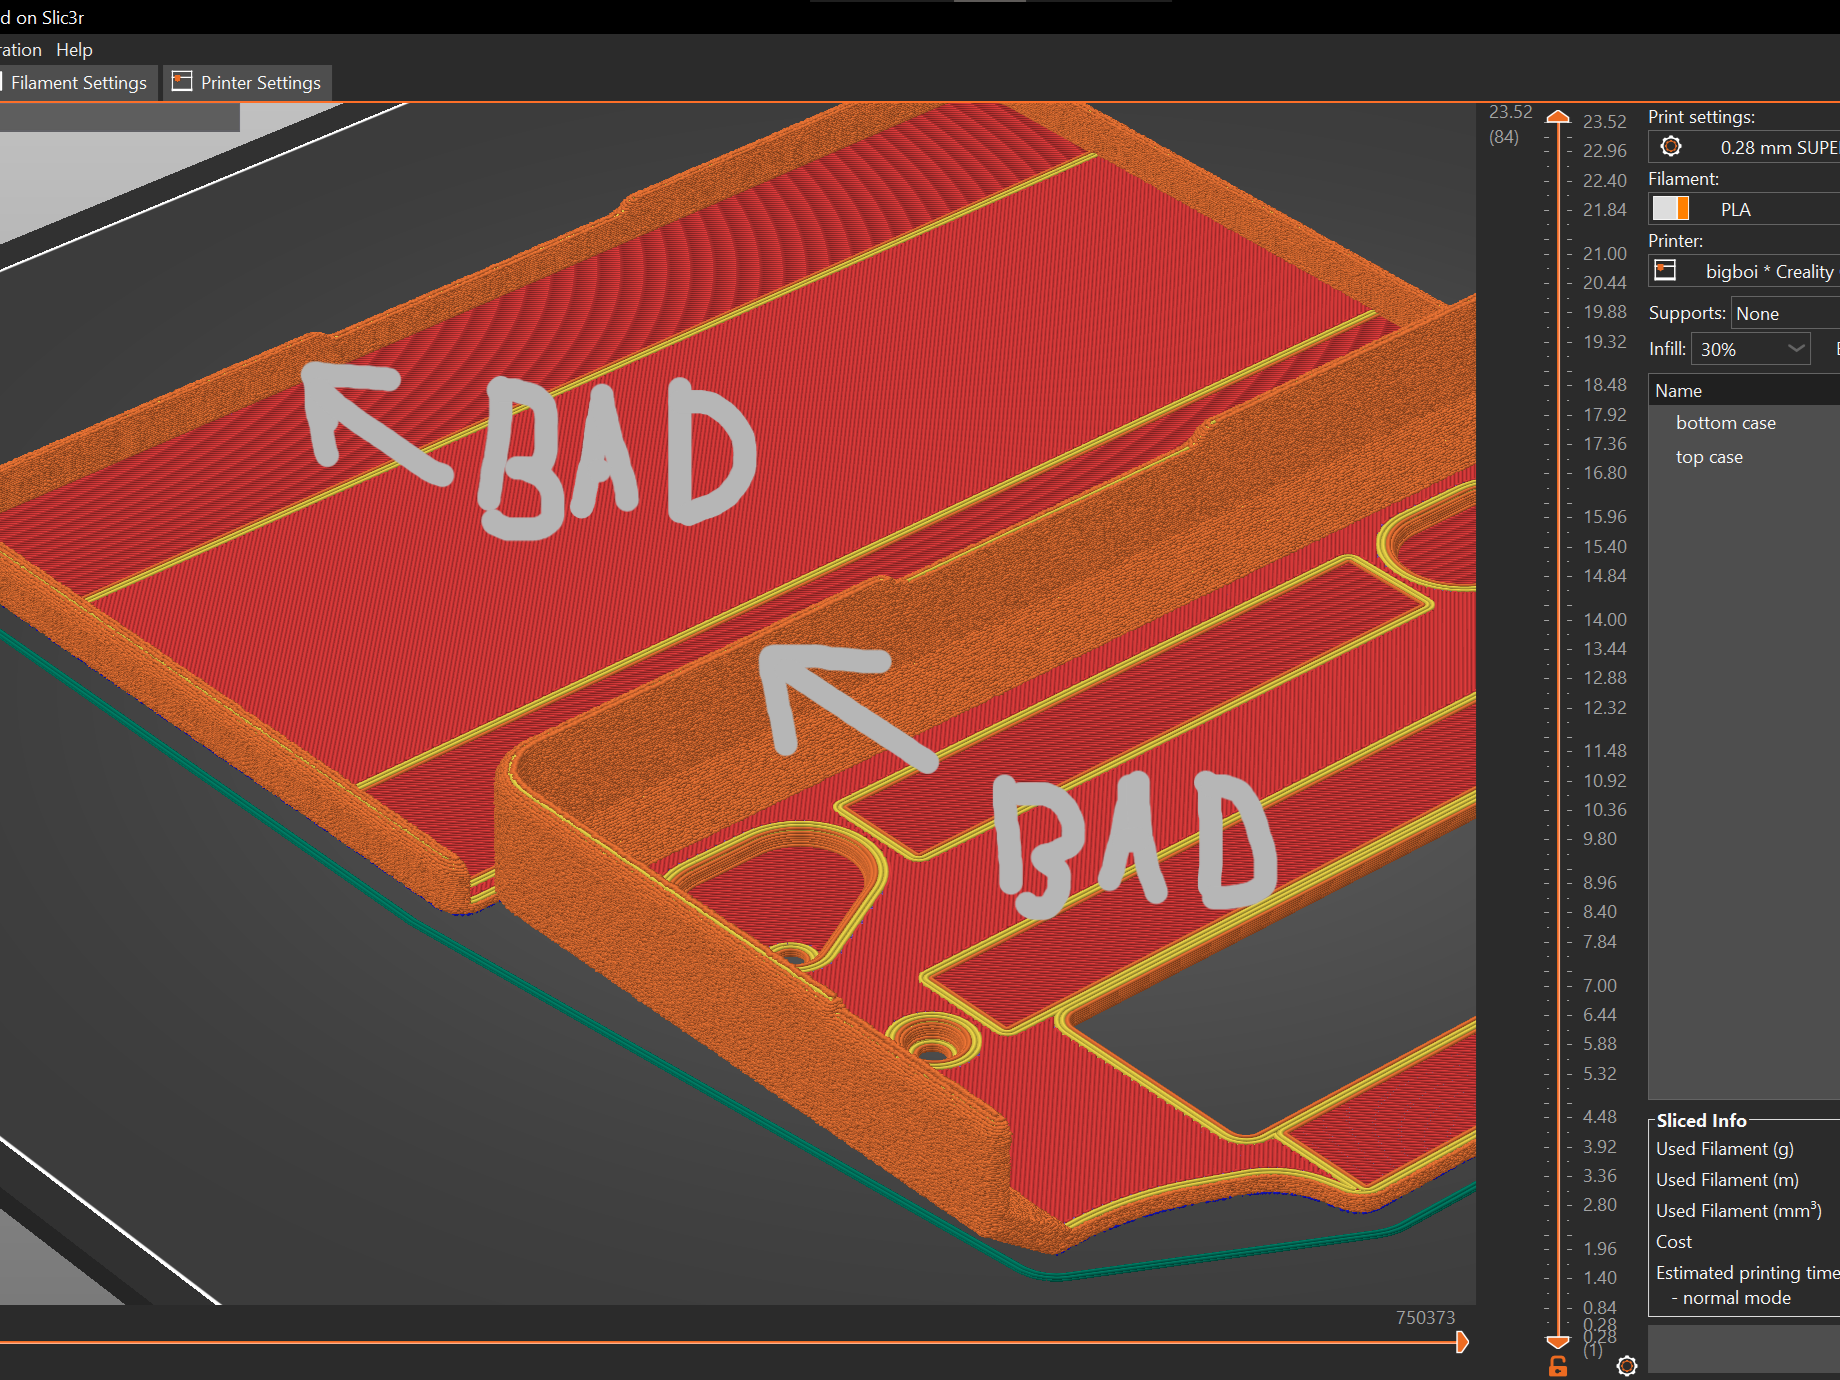 d on Slic3r
ration Help
Filament Settings Printer Settings
23.52
(84)
23.52
22.96
22.40
21.84
21.00
20.44
19.88
19.32
18.48
17.92
17.36
16.80
15.96
15.40
14.84
14.00
13.44
12.88
12.32
11.48
10.92
10.36
9.80
8.96
8.40
7.84
7.00
6.44
5.88
5.32
4.48
3.92
3.36
2.80
1.96
1.40
0.84
0.28
0.28
(1)
BAD
BAD
750373
Print settings:
0.28 mm SUPE
Filament:
PLA
Printer:
bigboi * Creality
Supports: None
Infill: 30%
Name
bottom case
top case
Sliced Info
Used Filament (g)
Used Filament (m)
Used Filament (mm³)
Cost
Estimated printing time
- normal mode